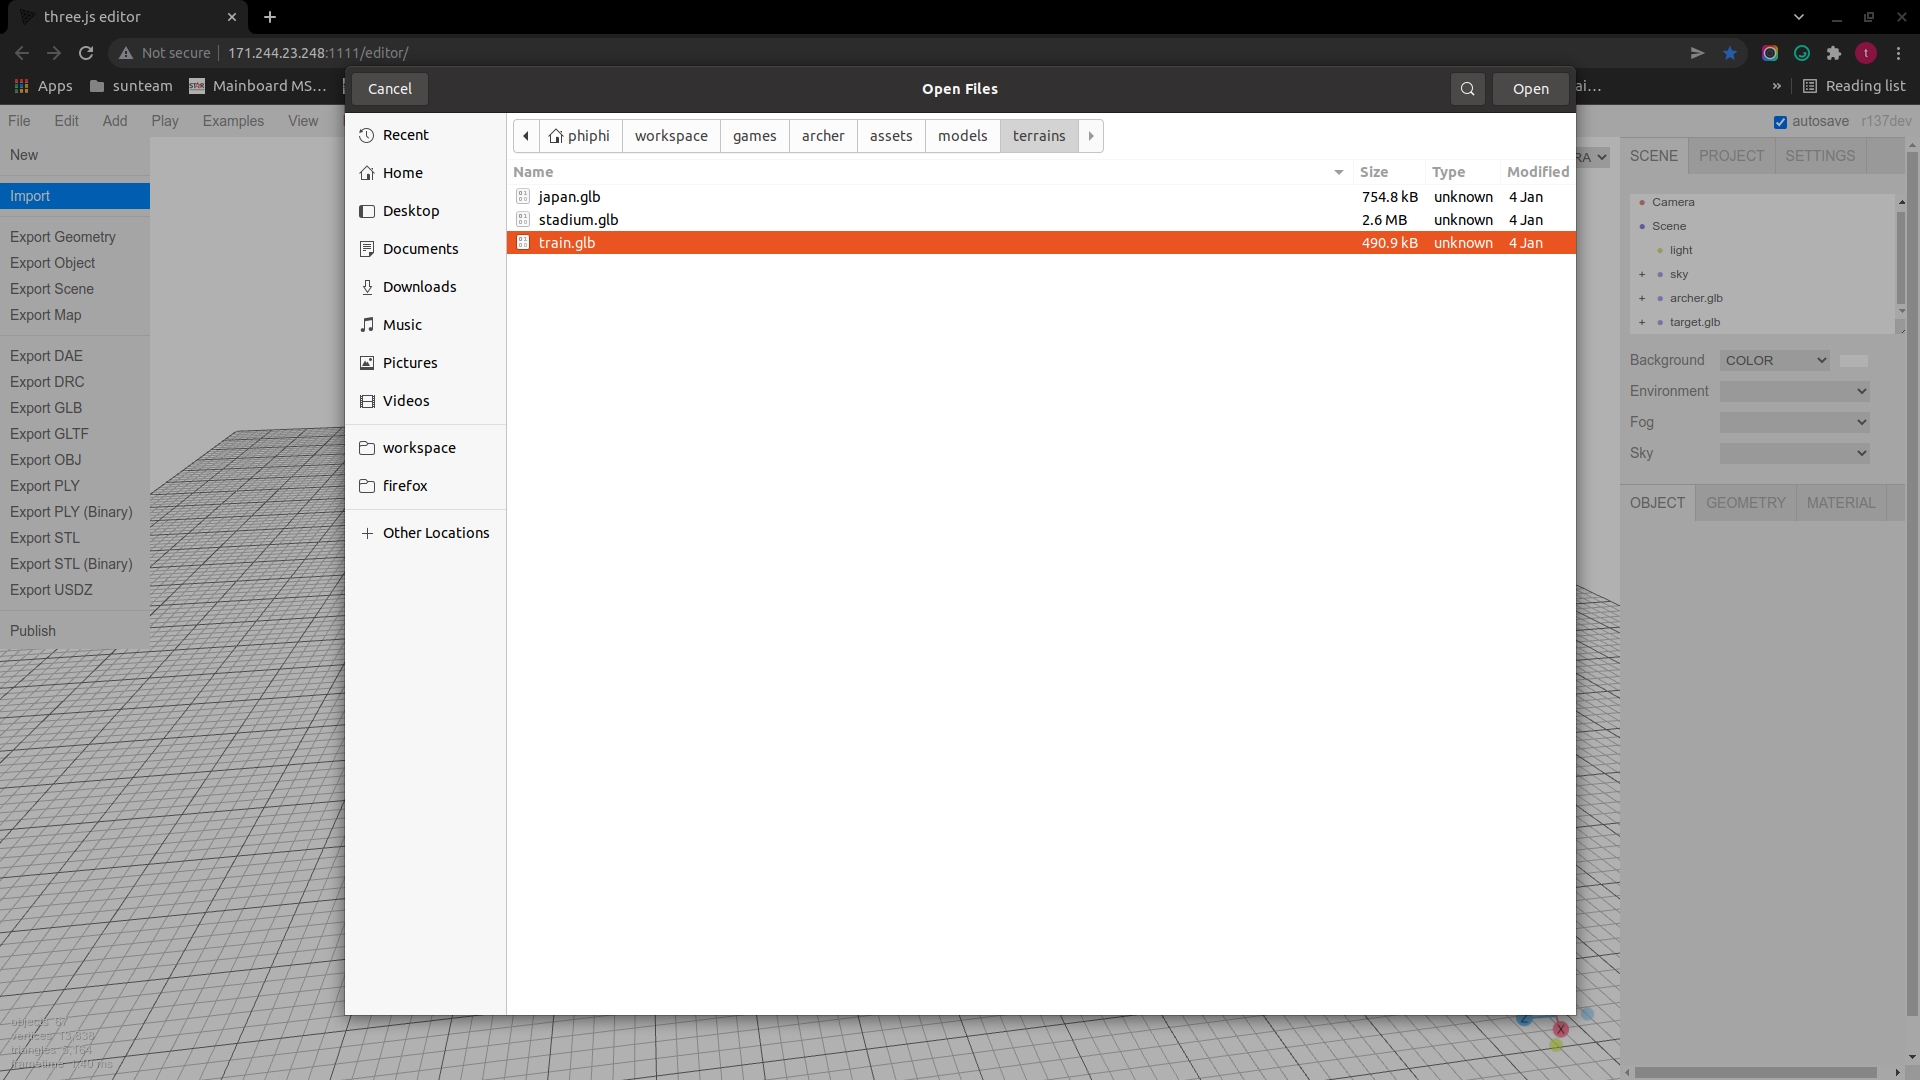 three.js editor
Not secure
171.244.23.248:1111/editor/
t
Apps
sunteam
Mainboard MS...
ai...
»
Reading list
Cancel
Open Files
Open
File
Edit
Add
Play
Examples
View
autosave
r137dev
New
Import
Export Geometry
Export Object
Export Scene
Export Map
Export DAE
Export DRC
Export GLB
Export GLTF
Export OBJ
Export PLY
Export PLY (Binary)
Export STL
Export STL (Binary)
Export USDZ
Publish
Recent
Home
Desktop
Documents
Downloads
Music
Pictures
Videos
workspace
firefox
Other Locations
phiphi
workspace
games
archer
assets
models
terrains
Name Size Type Modified
japan.glb 754.8 kB unknown 4 Jan
stadium.glb 2.6 MB unknown 4 Jan
train.glb 490.9 kB unknown 4 Jan
RA
SCENE
PROJECT
SETTINGS
Camera
Scene
light
+ sky
+ archer.glb
+ target.glb
Background COLOR
Environment
Fog
Sky
OBJECT
GEOMETRY
MATERIAL
objects
vertices
triangles
frametime
X